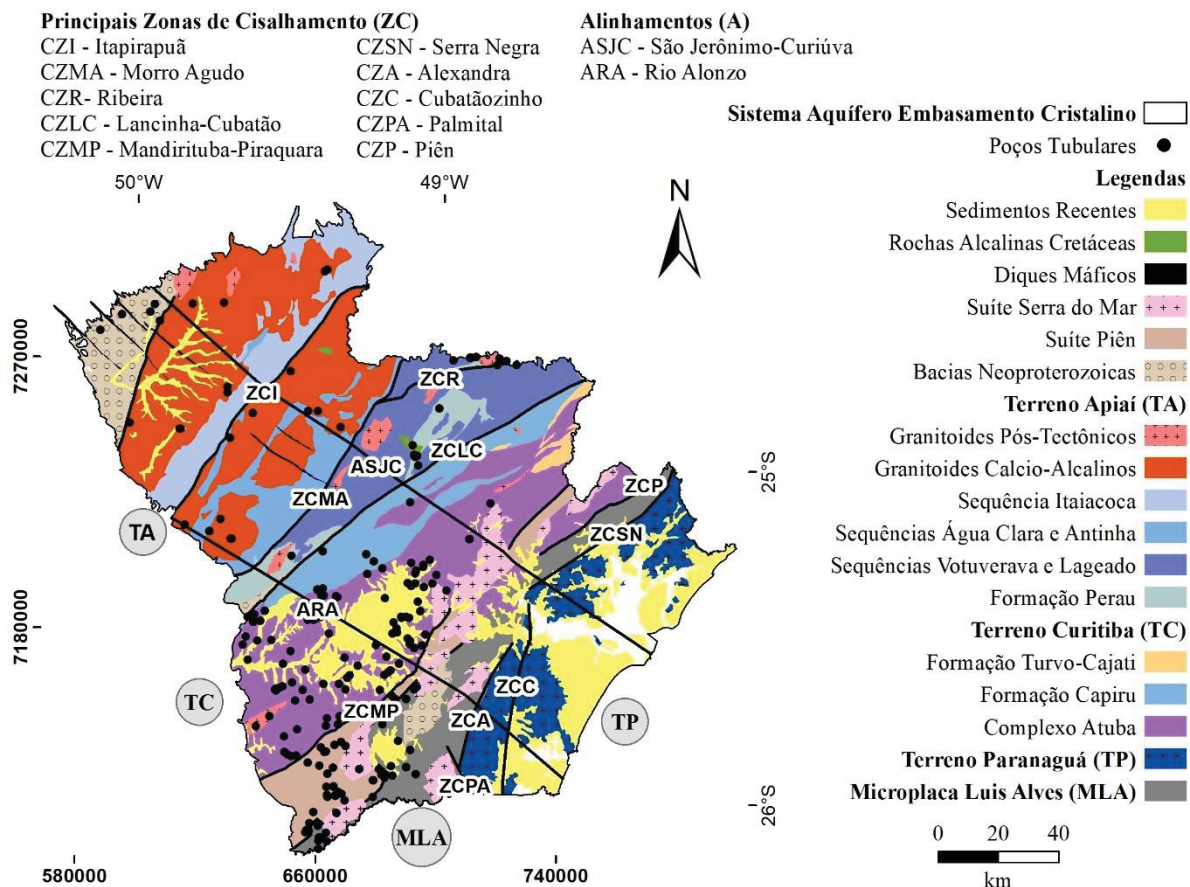 Principais Zonas de Cisalhamento (ZC)
CZI - Itapirapuã
CZMA - Morro Agudo
CZR- Ribeira
CZLC - Lancinha-Cubatão
CZMP - Mandirituba-Piraquara
CZSN - Serra Negra
CZA - Alexandra
CZC - Cubatãozinho
CZPA - Palmital
CZP - Piên
Alinhamentos (A)
ASJC - São Jerônimo-Curiúva
ARA - Rio Alonzo
Sistema Aquífero Embasamento Cristalino
Poços Tubulares
Legendas
Sedimentos Recentes
Rochas Alcalinas Cretáceas
Diques Máficos
Suíte Serra do Mar
Suíte Piên
Bacias Neoproterozoicas
Terreno Apiaí (TA)
Granitoides Pós-Tectônicos
Granitoides Calcio-Alcalinos
Sequência Itaiacoca
Sequências Água Clara e Antinha
Sequências Votuverava e Lageado
Formação Perau
Terreno Curitiba (TC)
Formação Turvo-Cajati
Formação Capiru
Complexo Atuba
Terreno Paranaguá (TP)
Microplaca Luis Alves (MLA)
0 20 40
km
50°W
49°W
N
7270000
7180000
25°S
26°S
580000
660000
740000
ZCI
ZCR
ZCLC
ASJC
ZCMA
ZCP
ZCSN
TA
ARA
TC
ZCMP
ZCC
ZCA
TP
ZCPA
MLA